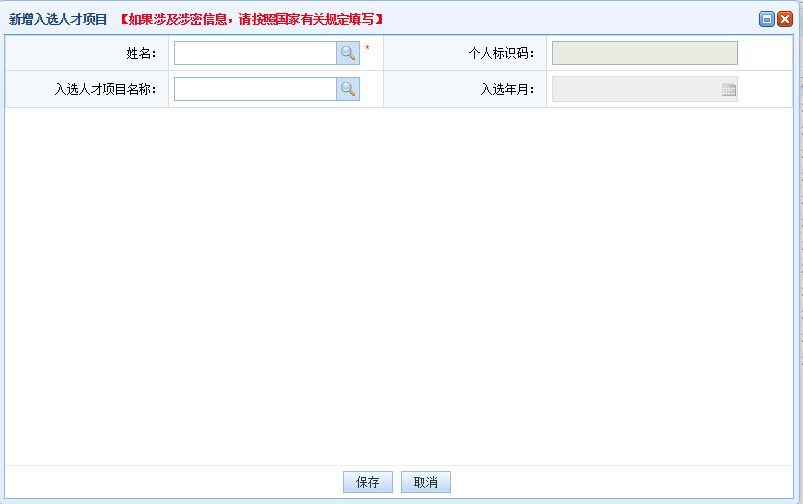 新增入选人才项目 【如果涉及涉密信息，请按照国家有关规定填写】
姓名： * 个人标识码：
入选人才项目名称： 入选年月：
保存 取消